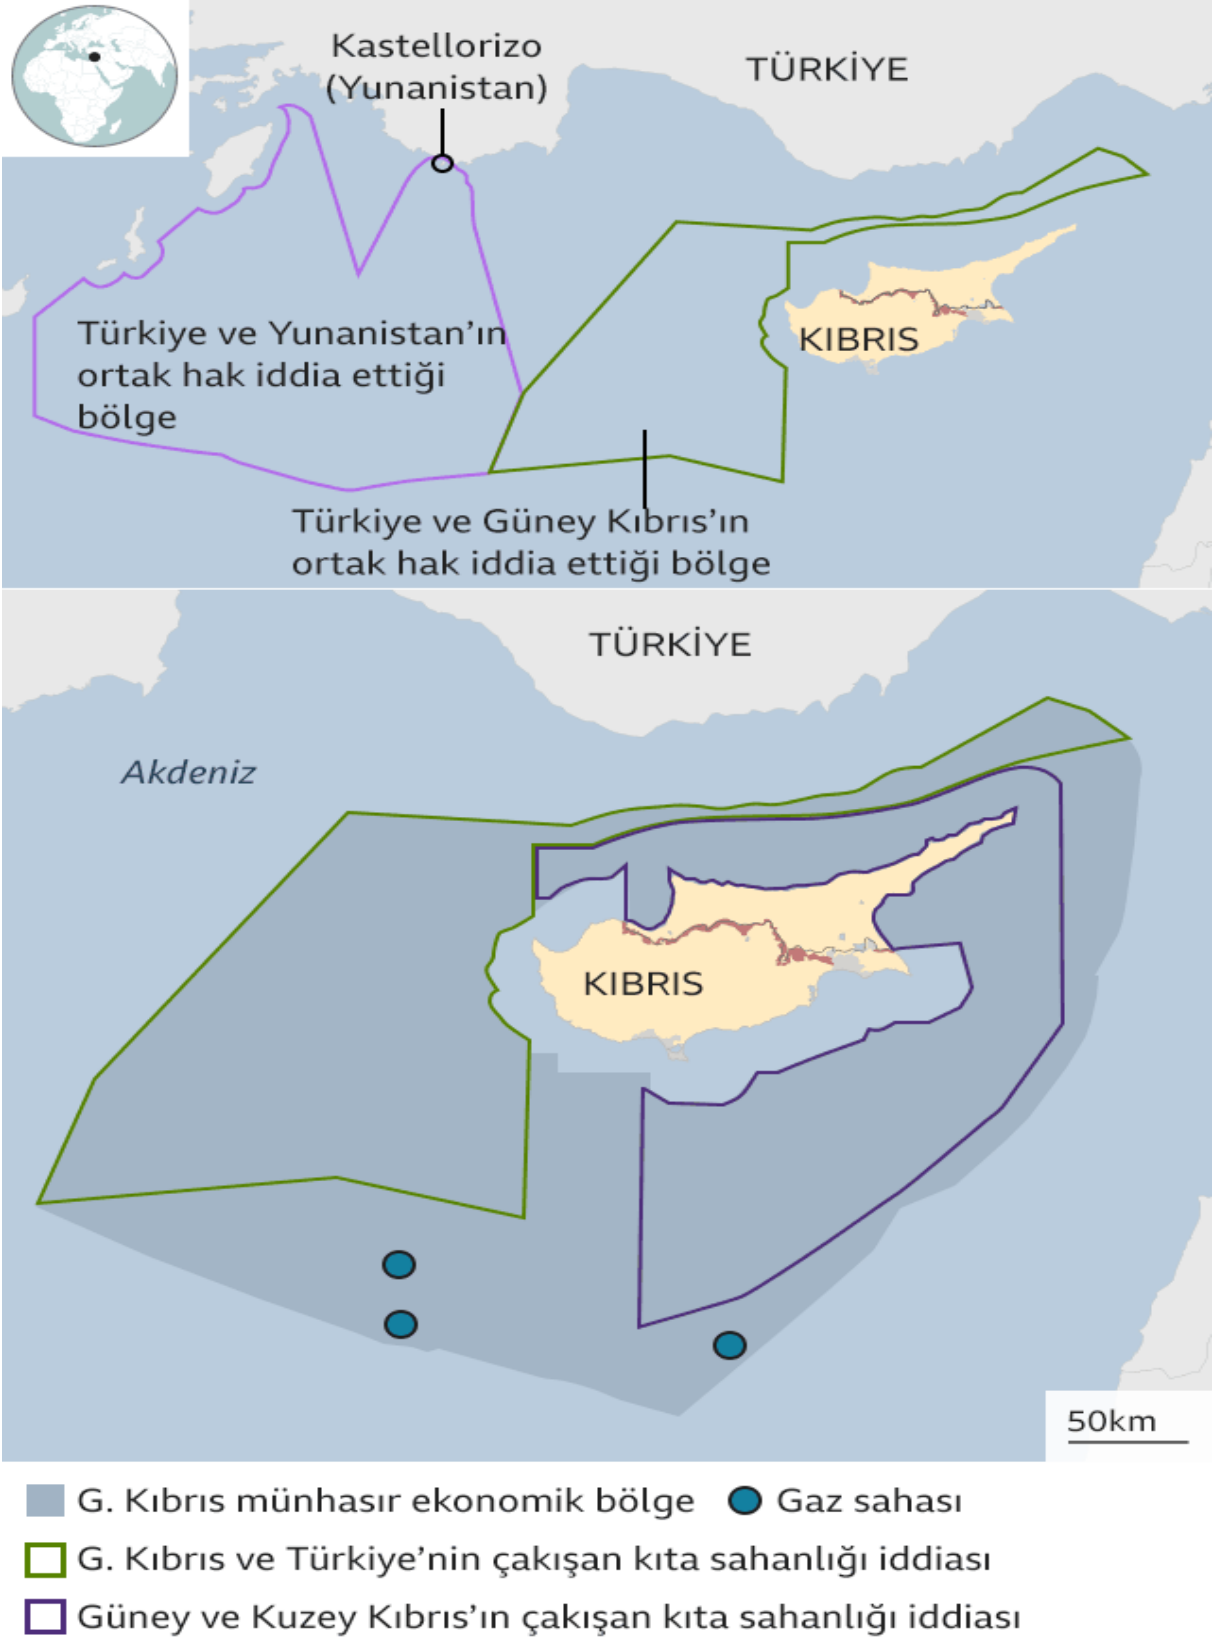 Kastellorizo
(Yunanistan)
TÜRKİYE
KIBRIS
Türkiye ve Yunanistan’ın
ortak hak iddia ettiği
bölge
Türkiye ve Güney Kıbrıs’ın
ortak hak iddia ettiği bölge
TÜRKİYE
Akdeniz
KIBRIS
50km
G. Kıbrıs münhasır ekonomik bölge
Gaz sahası
G. Kıbrıs ve Türkiye’nin çakışan kıta sahanlığı iddiası
Güney ve Kuzey Kıbrıs’ın çakışan kıta sahanlığı iddiası